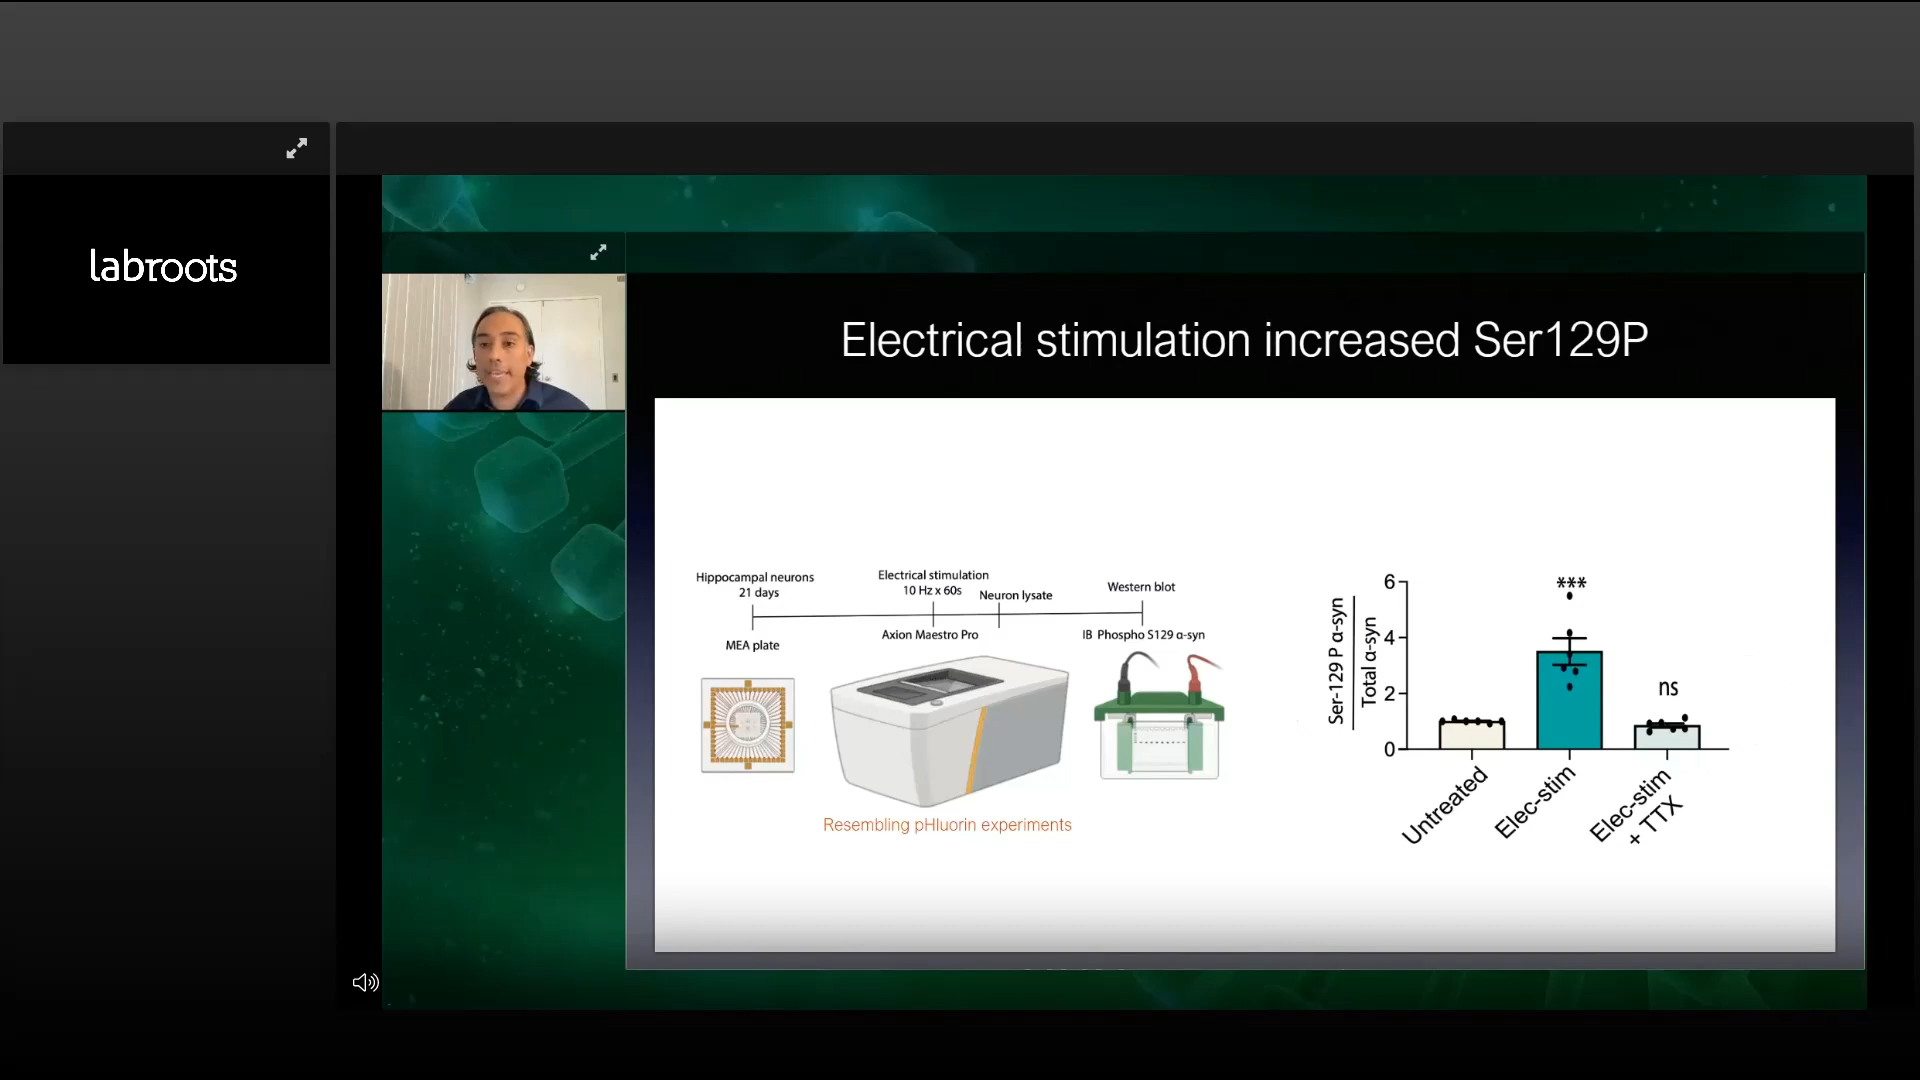 labroots
Electrical stimulation increased Ser129P
Hippocampal neurons
21 days
MEA plate
Electrical stimulation
10 Hz x 60s
Axion Maestro Pro
Neuron lysate
Western blot
IB Phospho S129 α-syn
Resembling pHluorin experiments
Ser-129 P α-syn
Total α-syn
6
4
2
0
***
ns
Untreated
Elec-stim
Elec-stim
+ TTX